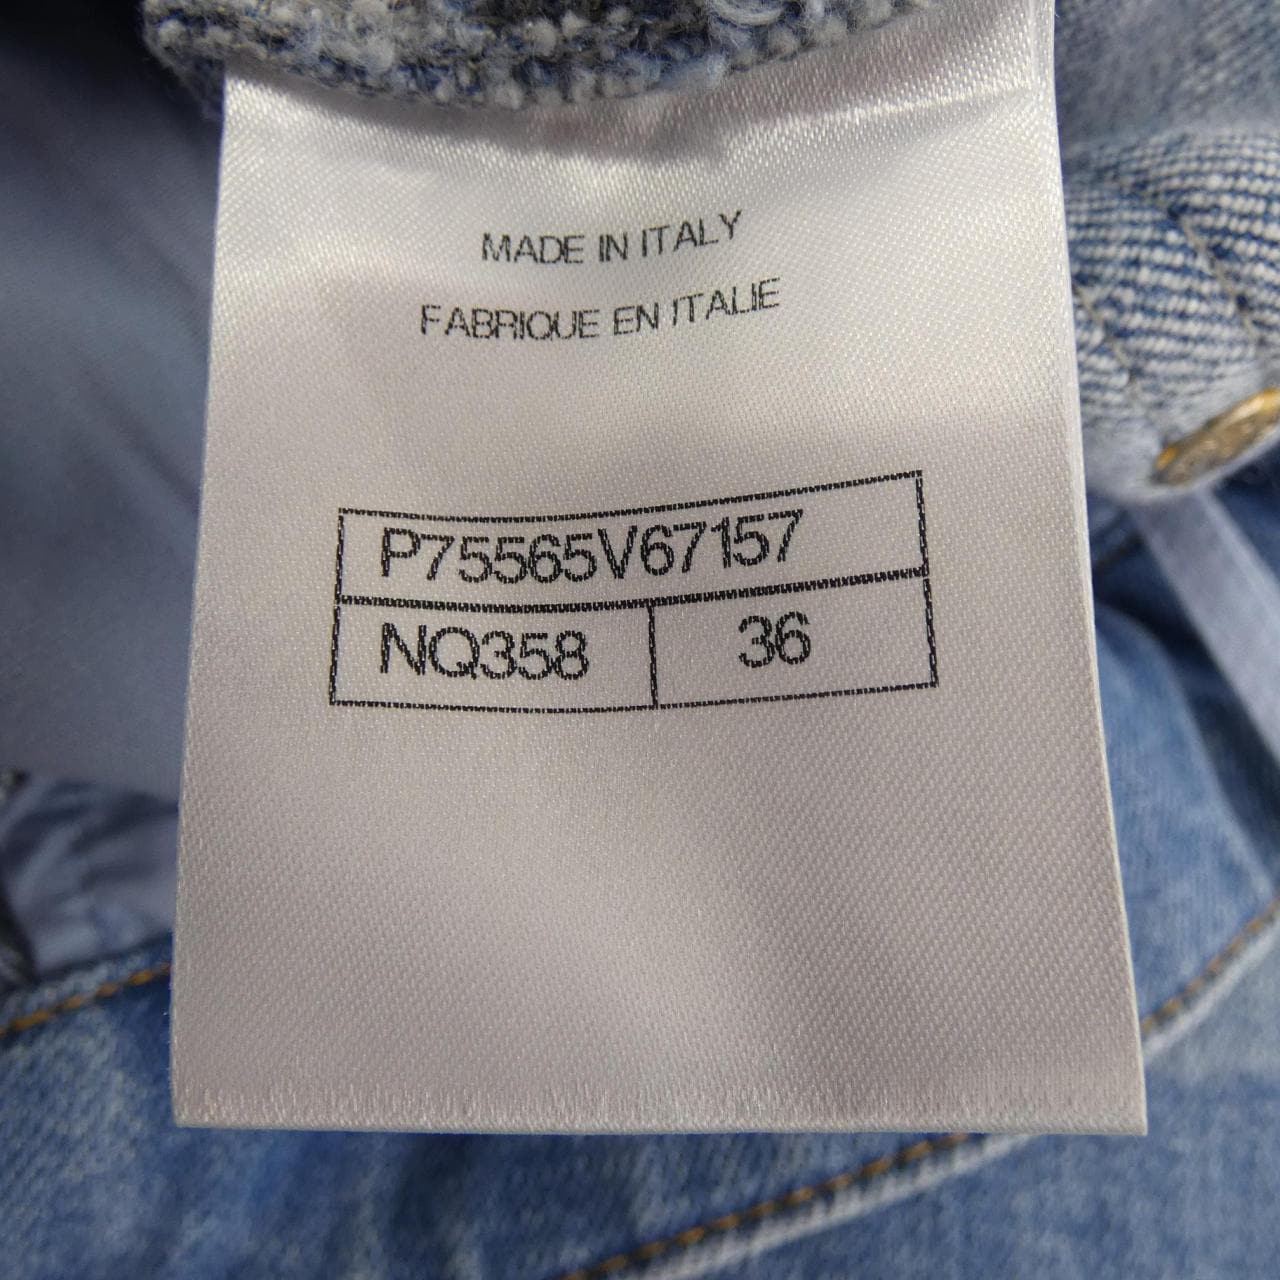 MADE IN ITALY
FABRIQUE EN ITALIE
P75565V67157
NQ358 36